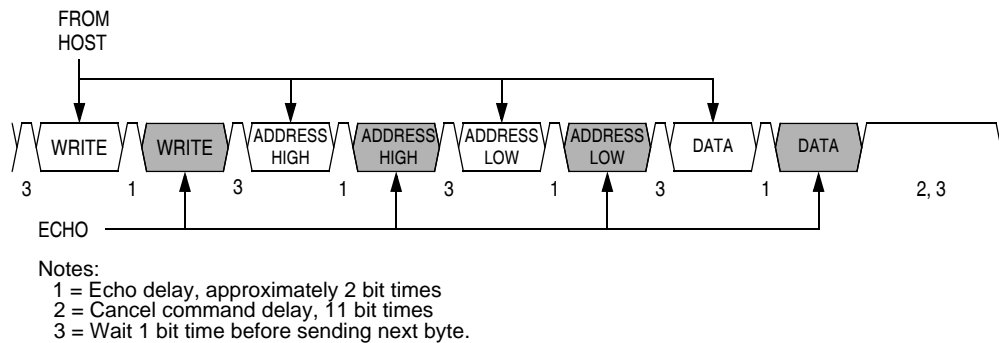 FROM
HOST
WRITE WRITE ADDRESS HIGH ADDRESS HIGH ADDRESS LOW ADDRESS LOW DATA DATA
3 1 3 1 3 1 3 1 2, 3
ECHO
Notes:
1 = Echo delay, approximately 2 bit times
2 = Cancel command delay, 11 bit times
3 = Wait 1 bit time before sending next byte.